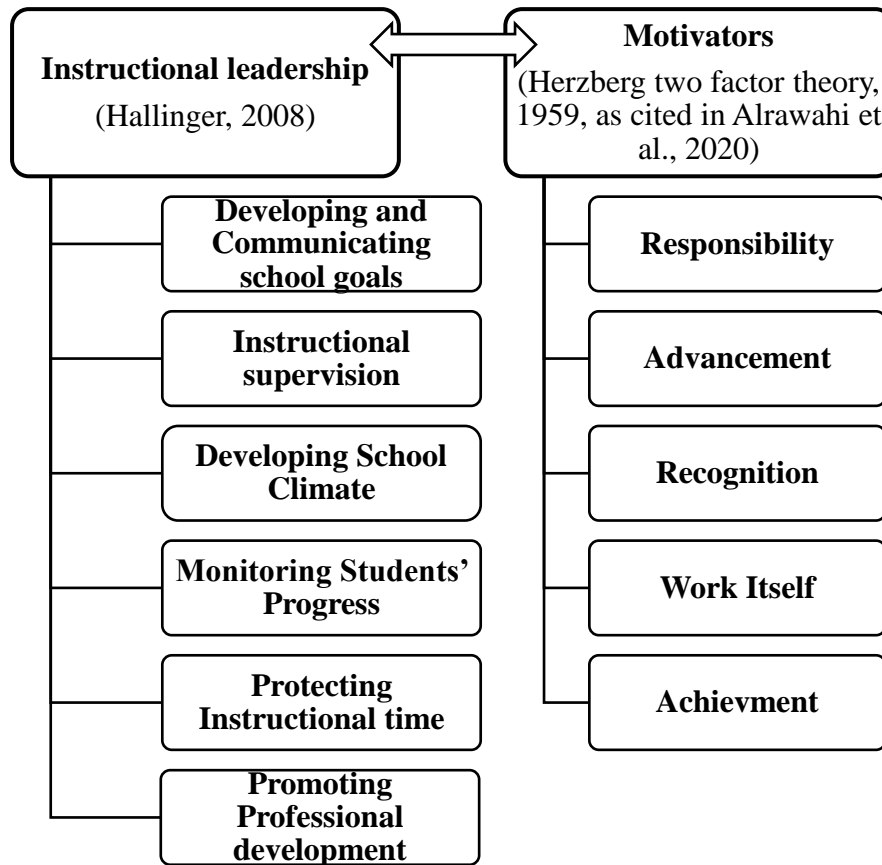 Instructional leadership
(Hallinger, 2008)
Developing and
Communicating
school goals
Instructional
supervision
Developing School
Climate
Monitoring Students’
Progress
Protecting
Instructional time
Promoting
Professional
development
Motivators
(Herzberg two factor theory,
1959, as cited in Alrawahi et
al., 2020)
Responsibility
Advancement
Recognition
Work Itself
Achievment